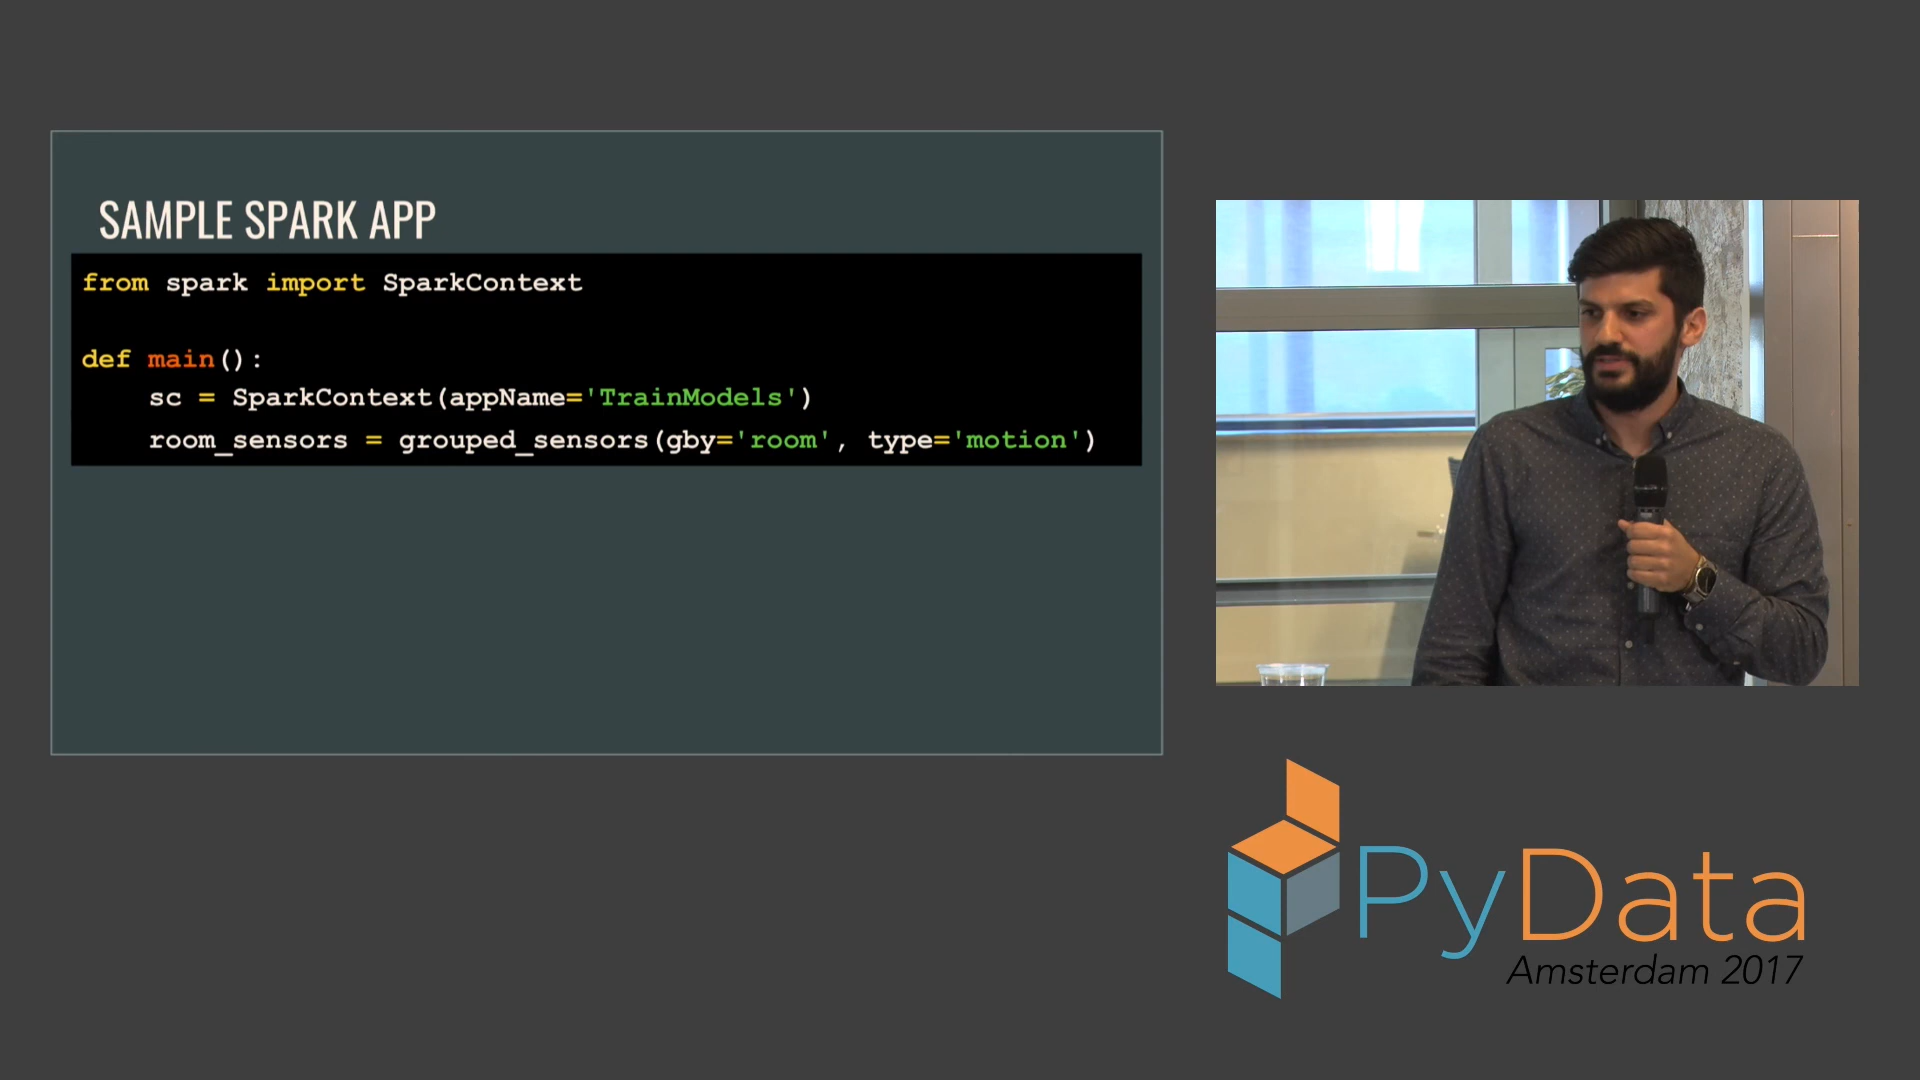 SAMPLE SPARK APP
from spark import SparkContext
def main():
    sc = SparkContext(appName='TrainModels')
    room_sensors = grouped_sensors(gby='room', type='motion')
PyData
Amsterdam 2017